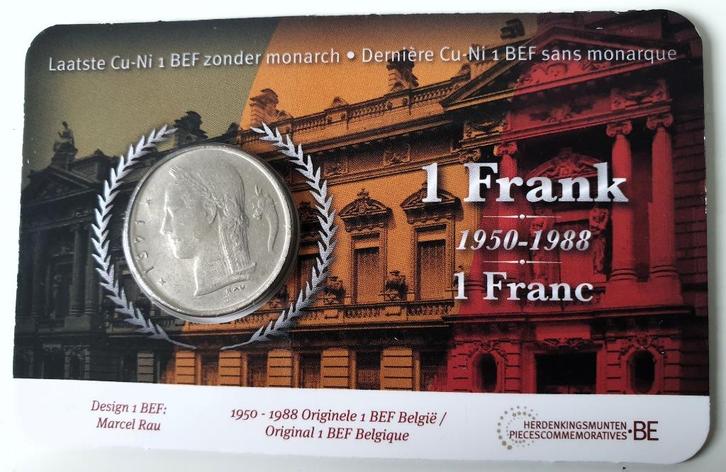 Laatste Cu-Ni 1 BEF zonder monarch • Dernière Cu-Ni 1 BEF sans monarque
1 Frank
1950-1988
1 Franc
RAU
Design 1 BEF:
Marcel Rau
1950 - 1988 Originele 1 BEF België /
Original 1 BEF Belgique
HERDENKINGSMUNTEN
PIECESCOMMEMORATIVES•BE